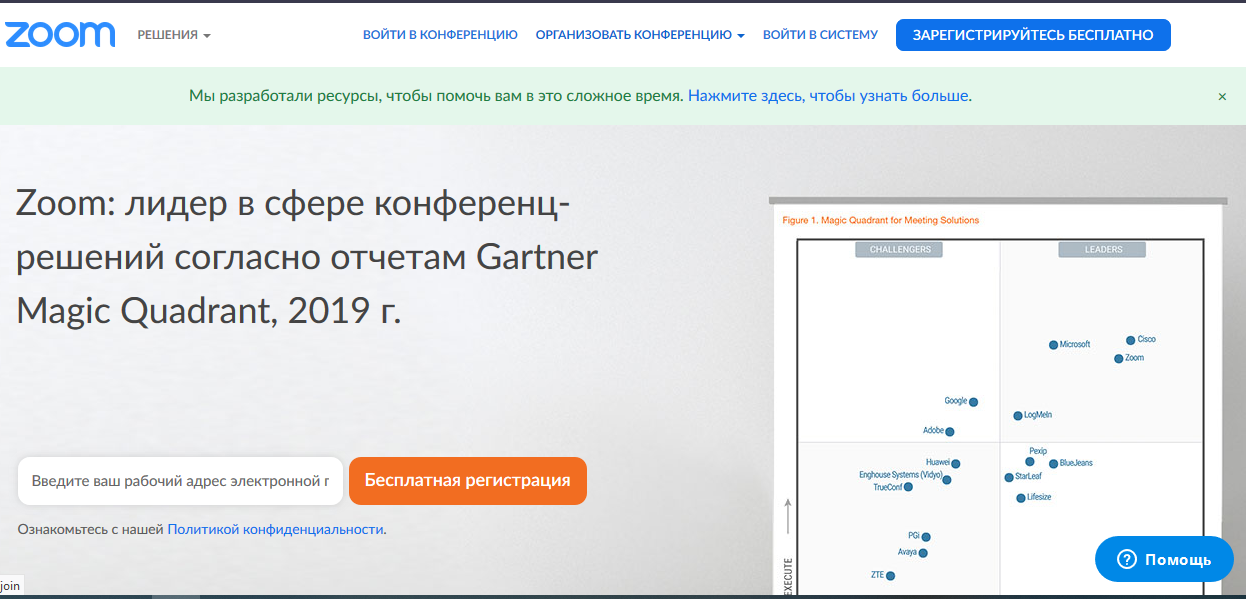 zoom
РЕШЕНИЯ
ВОЙТИ В КОНФЕРЕНЦИЮ
ОРГАНИЗОВАТЬ КОНФЕРЕНЦИЮ
ВОЙТИ В СИСТЕМУ
ЗАРЕГИСТРИРУЙТЕСЬ БЕСПЛАТНО
Мы разработали ресурсы, чтобы помочь вам в это сложное время. Нажмите здесь, чтобы узнать больше.
×
Zoom: лидер в сфере конференц-
решений согласно отчетам Gartner
Magic Quadrant, 2019 г.
Введите ваш рабочий адрес электронной г
Бесплатная регистрация
Ознакомьтесь с нашей Политикой конфиденциальности.
join
Figure 1. Magic Quadrant for Meeting Solutions
CHALLENGERS
LEADERS
Microsoft
Cisco
Zoom
Google
LogMeIn
Adobe
Pexip
Huawei
BlueJeans
Enghouse Systems (Vidyo)
StarLeaf
TrueConf
Lifesize
PGi
Avaya
ZTE
EXECUTE
Помощь